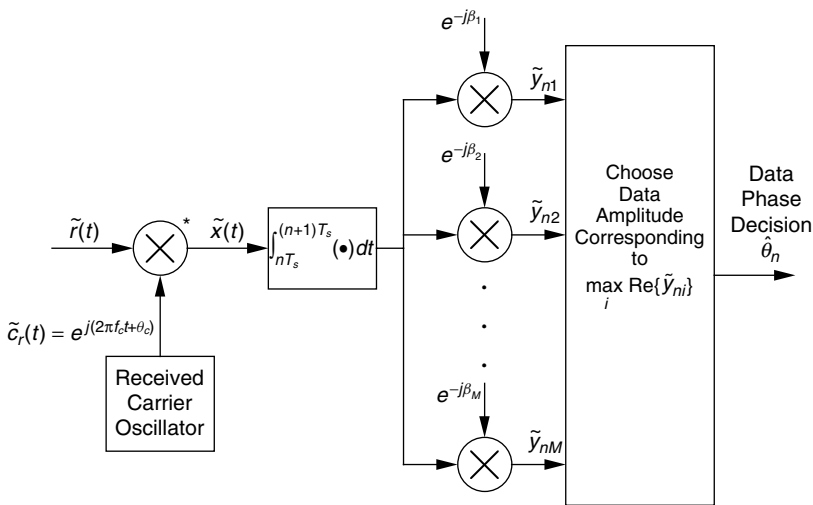 e^{-jβ_1}
ỹ_{n1}
e^{-jβ_2}
r̃(t)
*
x̃(t)
∫_{nT_s}^{(n+1)T_s} (•)dt
ỹ_{n2}
Choose
Data
Amplitude
Corresponding
to
max_i Re{ỹ_{ni}}
Data
Phase
Decision
θ̂_n
c̃_r(t) = e^{j(2πf_ct+θ_c)}
Received
Carrier
Oscillator
e^{-jβ_M}
ỹ_{nM}